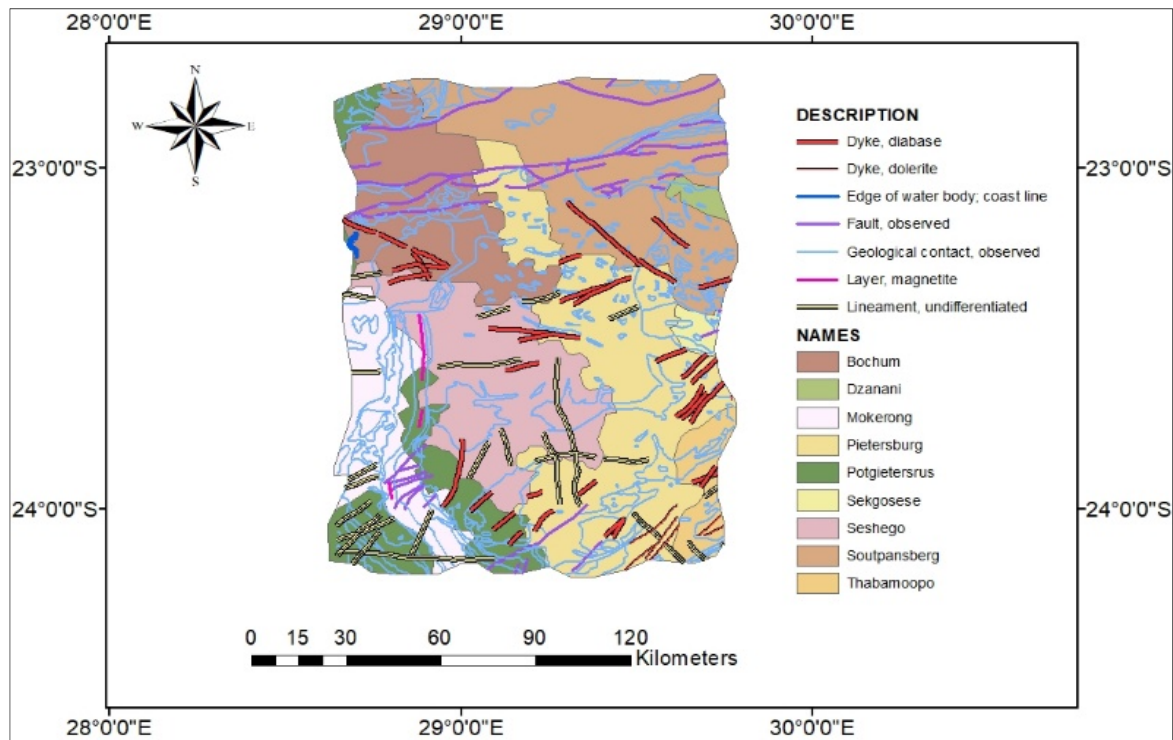 28°0'0"E 29°0'0"E 30°0'0"E
N
W E
S
23°0'0"S 23°0'0"S
24°0'0"S 24°0'0"S
DESCRIPTION
Dyke, diabase
Dyke, dolerite
Edge of water body; coast line
Fault, observed
Geological contact, observed
Layer, magnetite
Lineament, undifferentiated
NAMES
Bochum
Dzanani
Mokerong
Pietersburg
Potgietersrus
Sekgosese
Seshego
Soutpansberg
Thabamoopo
0 15 30 60 90 120
Kilometers
28°0'0"E 29°0'0"E 30°0'0"E